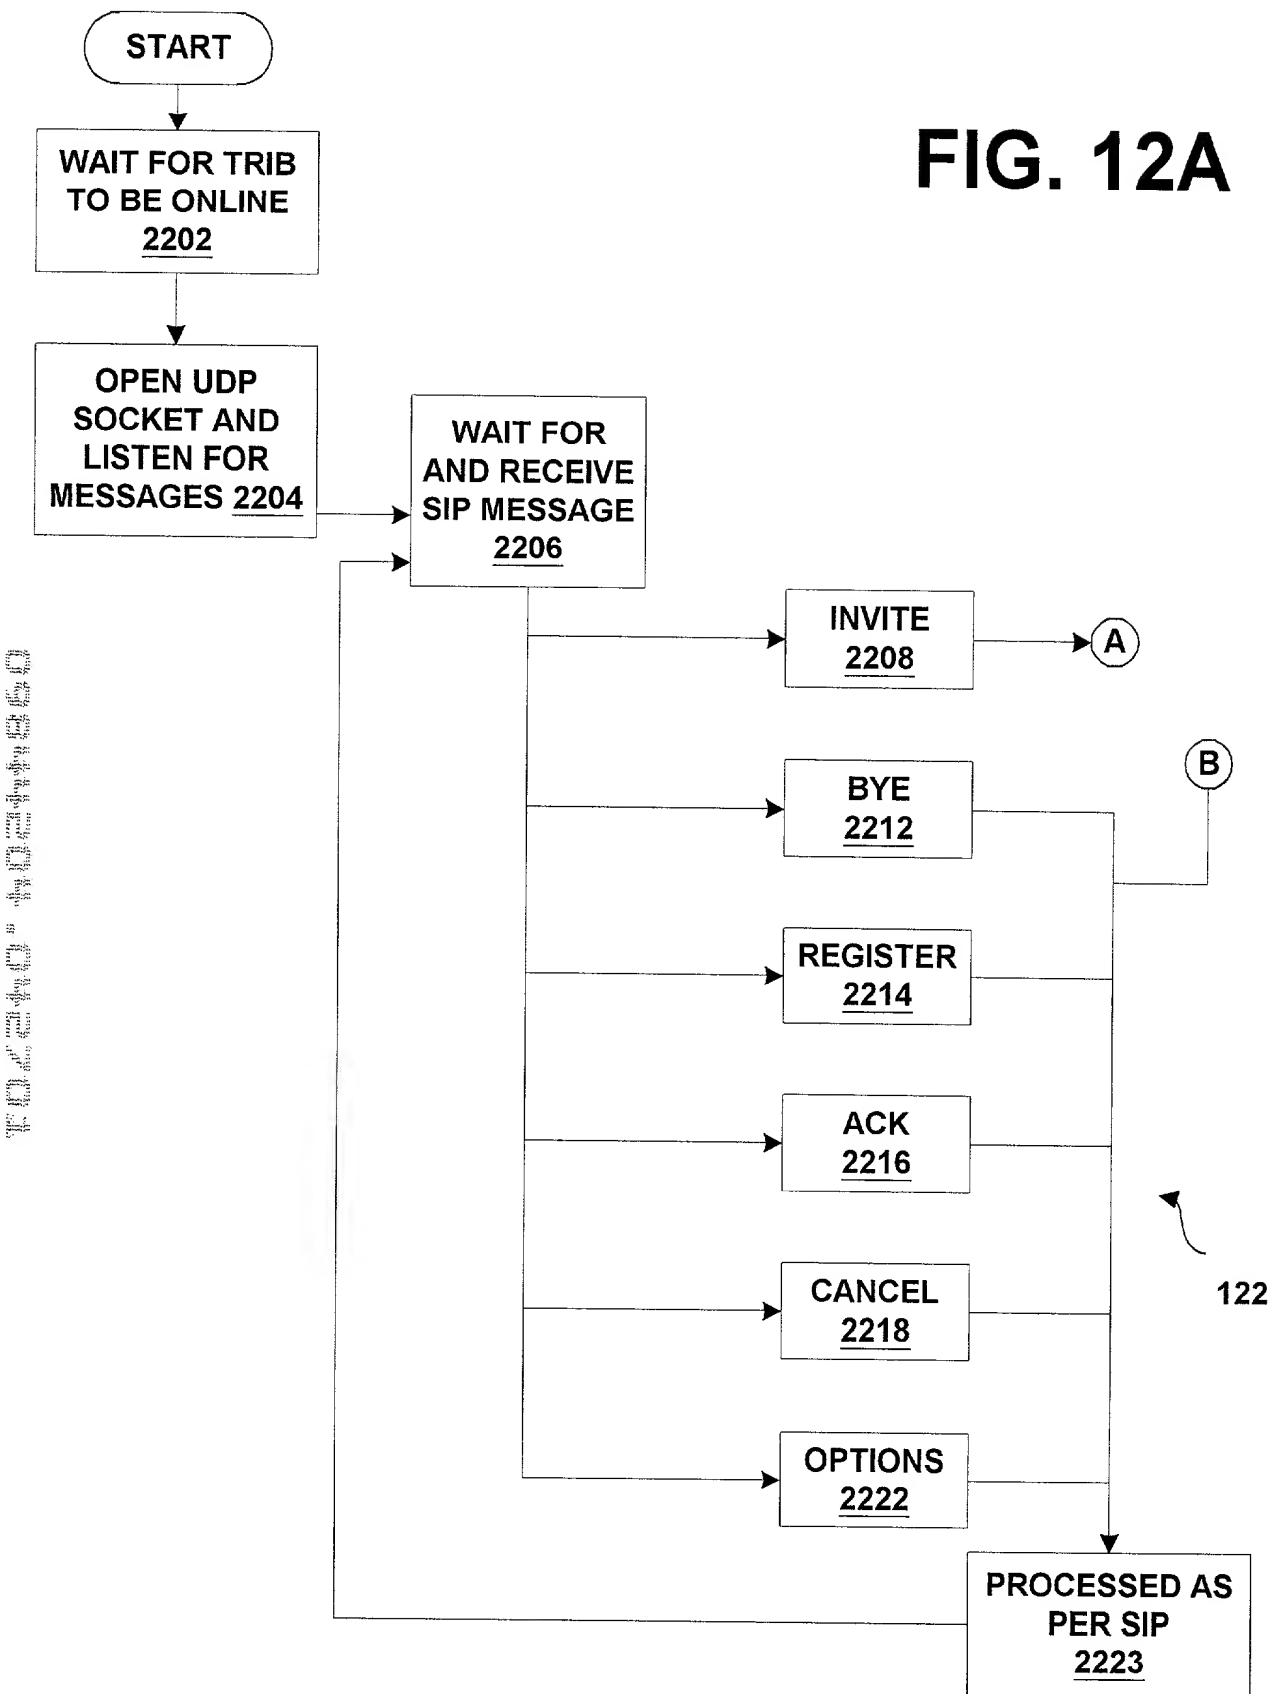 START
FIG. 12A
WAIT FOR TRIB
TO BE ONLINE
2202
OPEN UDP
SOCKET AND
LISTEN FOR
MESSAGES 2204
WAIT FOR
AND RECEIVE
SIP MESSAGE
2206
INVITE
2208
A
B
BYE
2212
REGISTER
2214
ACK
2216
122
CANCEL
2218
OPTIONS
2222
PROCESSED AS
PER SIP
2223